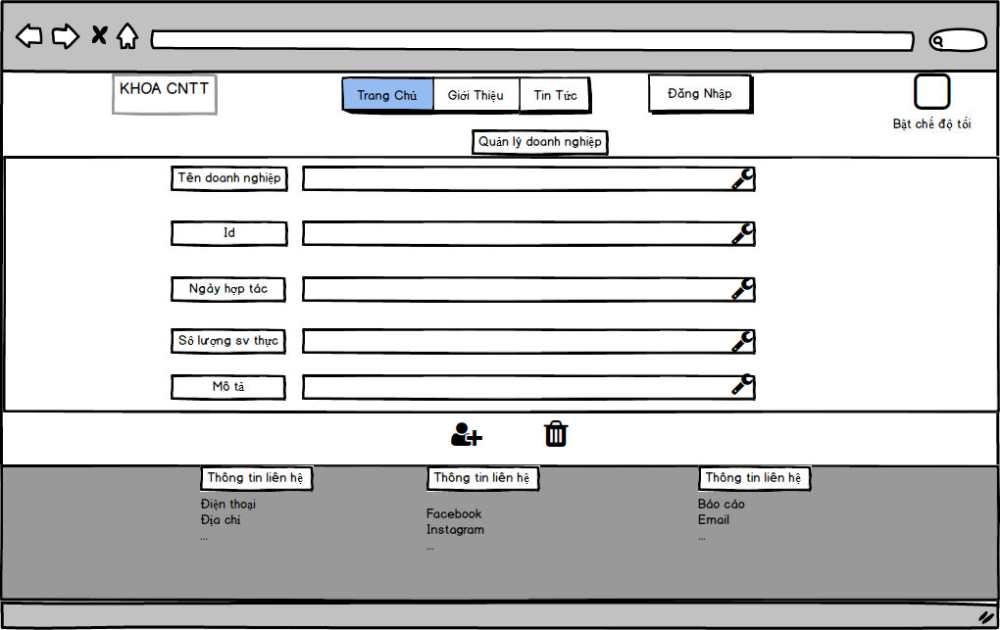 KHOA CNTT
Trang Chủ
Giới Thiệu
Tin Tức
Đăng Nhập
Bật chế độ tối
Quản lý doanh nghiệp
Tên doanh nghiệp
Id
Ngày hợp tác
Số lượng sv thực
Mô tả
Thông tin liên hệ
Điện thoại
Địa chỉ
...
Thông tin liên hệ
Facebook
Instagram
...
Thông tin liên hệ
Báo cáo
Email
...